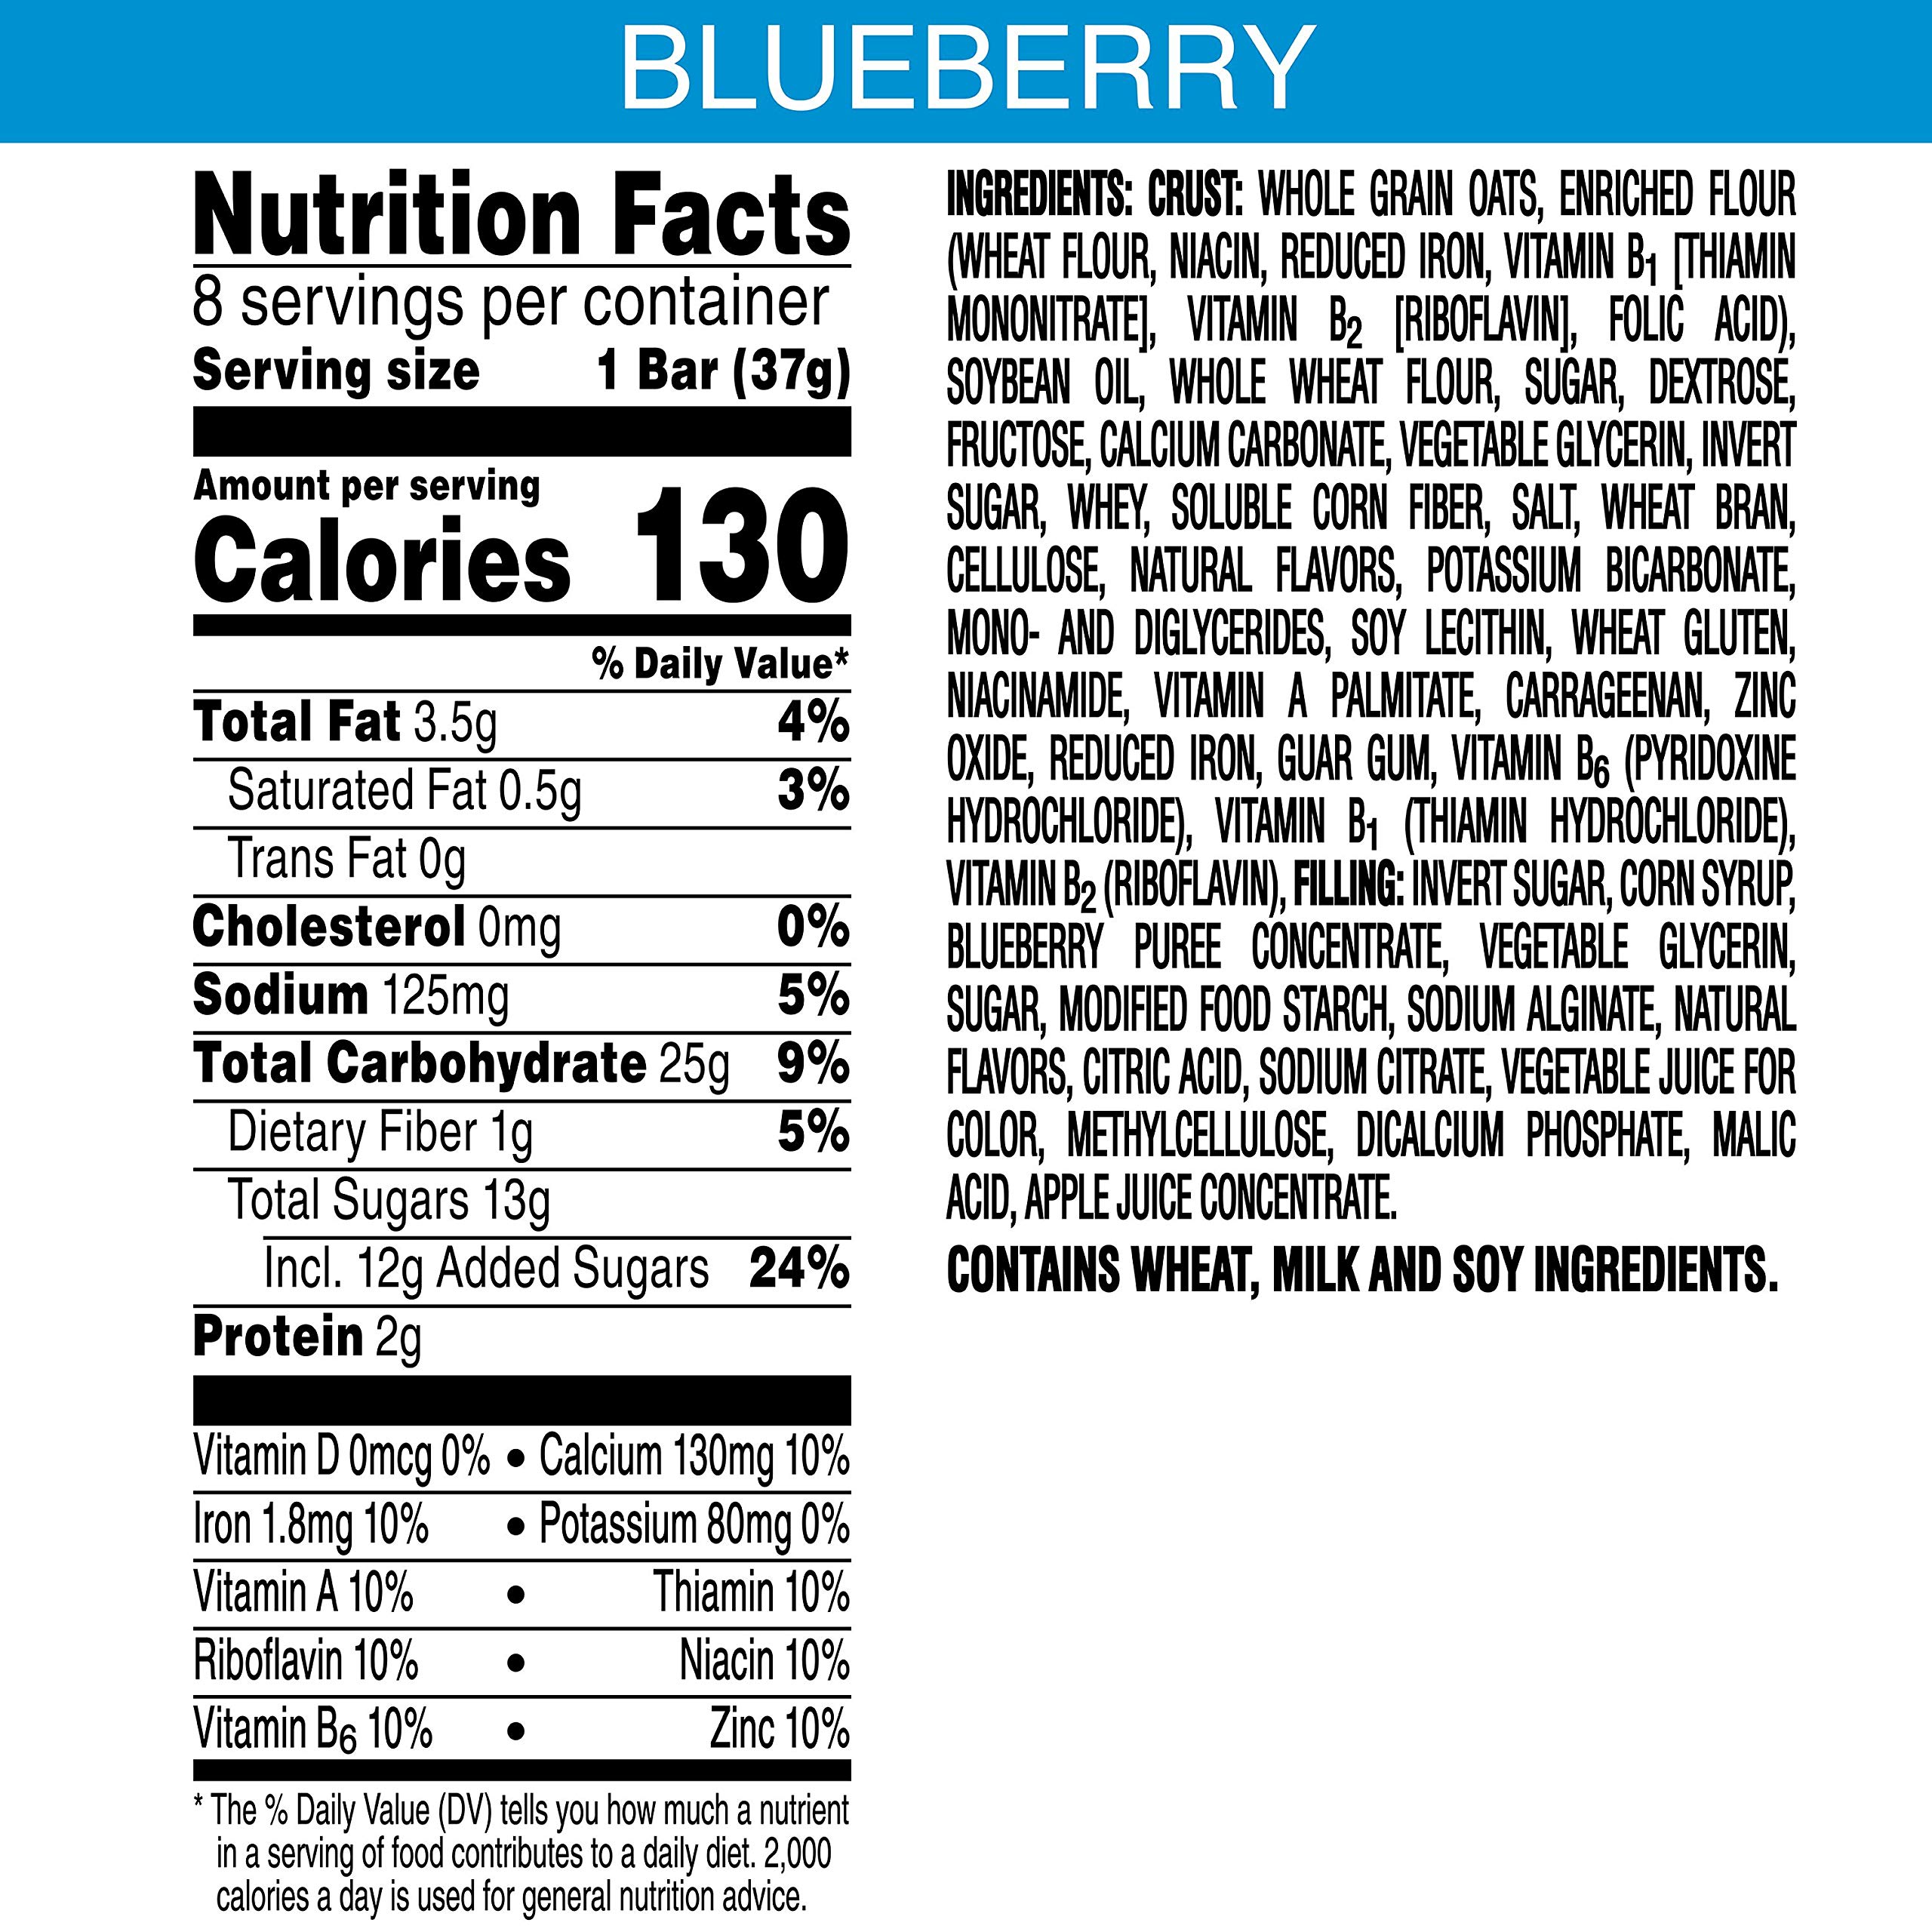 BLUEBERRY
Nutrition Facts
8 servings per container
Serving size 1 Bar (37g)
Amount per serving
Calories 130
% Daily Value*
Total Fat 3.5g 4%
Saturated Fat 0.5g 3%
Trans Fat 0g
Cholesterol 0mg 0%
Sodium 125mg 5%
Total Carbohydrate 25g 9%
Dietary Fiber 1g 5%
Total Sugars 13g
Incl. 12g Added Sugars 24%
Protein 2g
Vitamin D 0mcg 0% • Calcium 130mg 10%
Iron 1.8mg 10% • Potassium 80mg 0%
Vitamin A 10% • Thiamin 10%
Riboflavin 10% • Niacin 10%
Vitamin B6 10% • Zinc 10%
* The % Daily Value (DV) tells you how much a nutrient
in a serving of food contributes to a daily diet. 2,000
calories a day is used for general nutrition advice.
INGREDIENTS: CRUST: WHOLE GRAIN OATS, ENRICHED FLOUR
(WHEAT FLOUR, NIACIN, REDUCED IRON, VITAMIN B1 [THIAMIN
MONONITRATE], VITAMIN B2 [RIBOFLAVIN], FOLIC ACID),
SOYBEAN OIL, WHOLE WHEAT FLOUR, SUGAR, DEXTROSE,
FRUCTOSE, CALCIUM CARBONATE, VEGETABLE GLYCERIN, INVERT
SUGAR, WHEY, SOLUBLE CORN FIBER, SALT, WHEAT BRAN,
CELLULOSE, NATURAL FLAVORS, POTASSIUM BICARBONATE,
MONO- AND DIGLYCERIDES, SOY LECITHIN, WHEAT GLUTEN,
NIACINAMIDE, VITAMIN A PALMITATE, CARRAGEENAN, ZINC
OXIDE, REDUCED IRON, GUAR GUM, VITAMIN B6 (PYRIDOXINE
HYDROCHLORIDE), VITAMIN B1 (THIAMIN HYDROCHLORIDE),
VITAMIN B2 (RIBOFLAVIN), FILLING: INVERT SUGAR, CORN SYRUP,
BLUEBERRY PUREE CONCENTRATE, VEGETABLE GLYCERIN,
SUGAR, MODIFIED FOOD STARCH, SODIUM ALGINATE, NATURAL
FLAVORS, CITRIC ACID, SODIUM CITRATE, VEGETABLE JUICE FOR
COLOR, METHYLCELLULOSE, DICALCIUM PHOSPHATE, MALIC
ACID, APPLE JUICE CONCENTRATE.
CONTAINS WHEAT, MILK AND SOY INGREDIENTS.